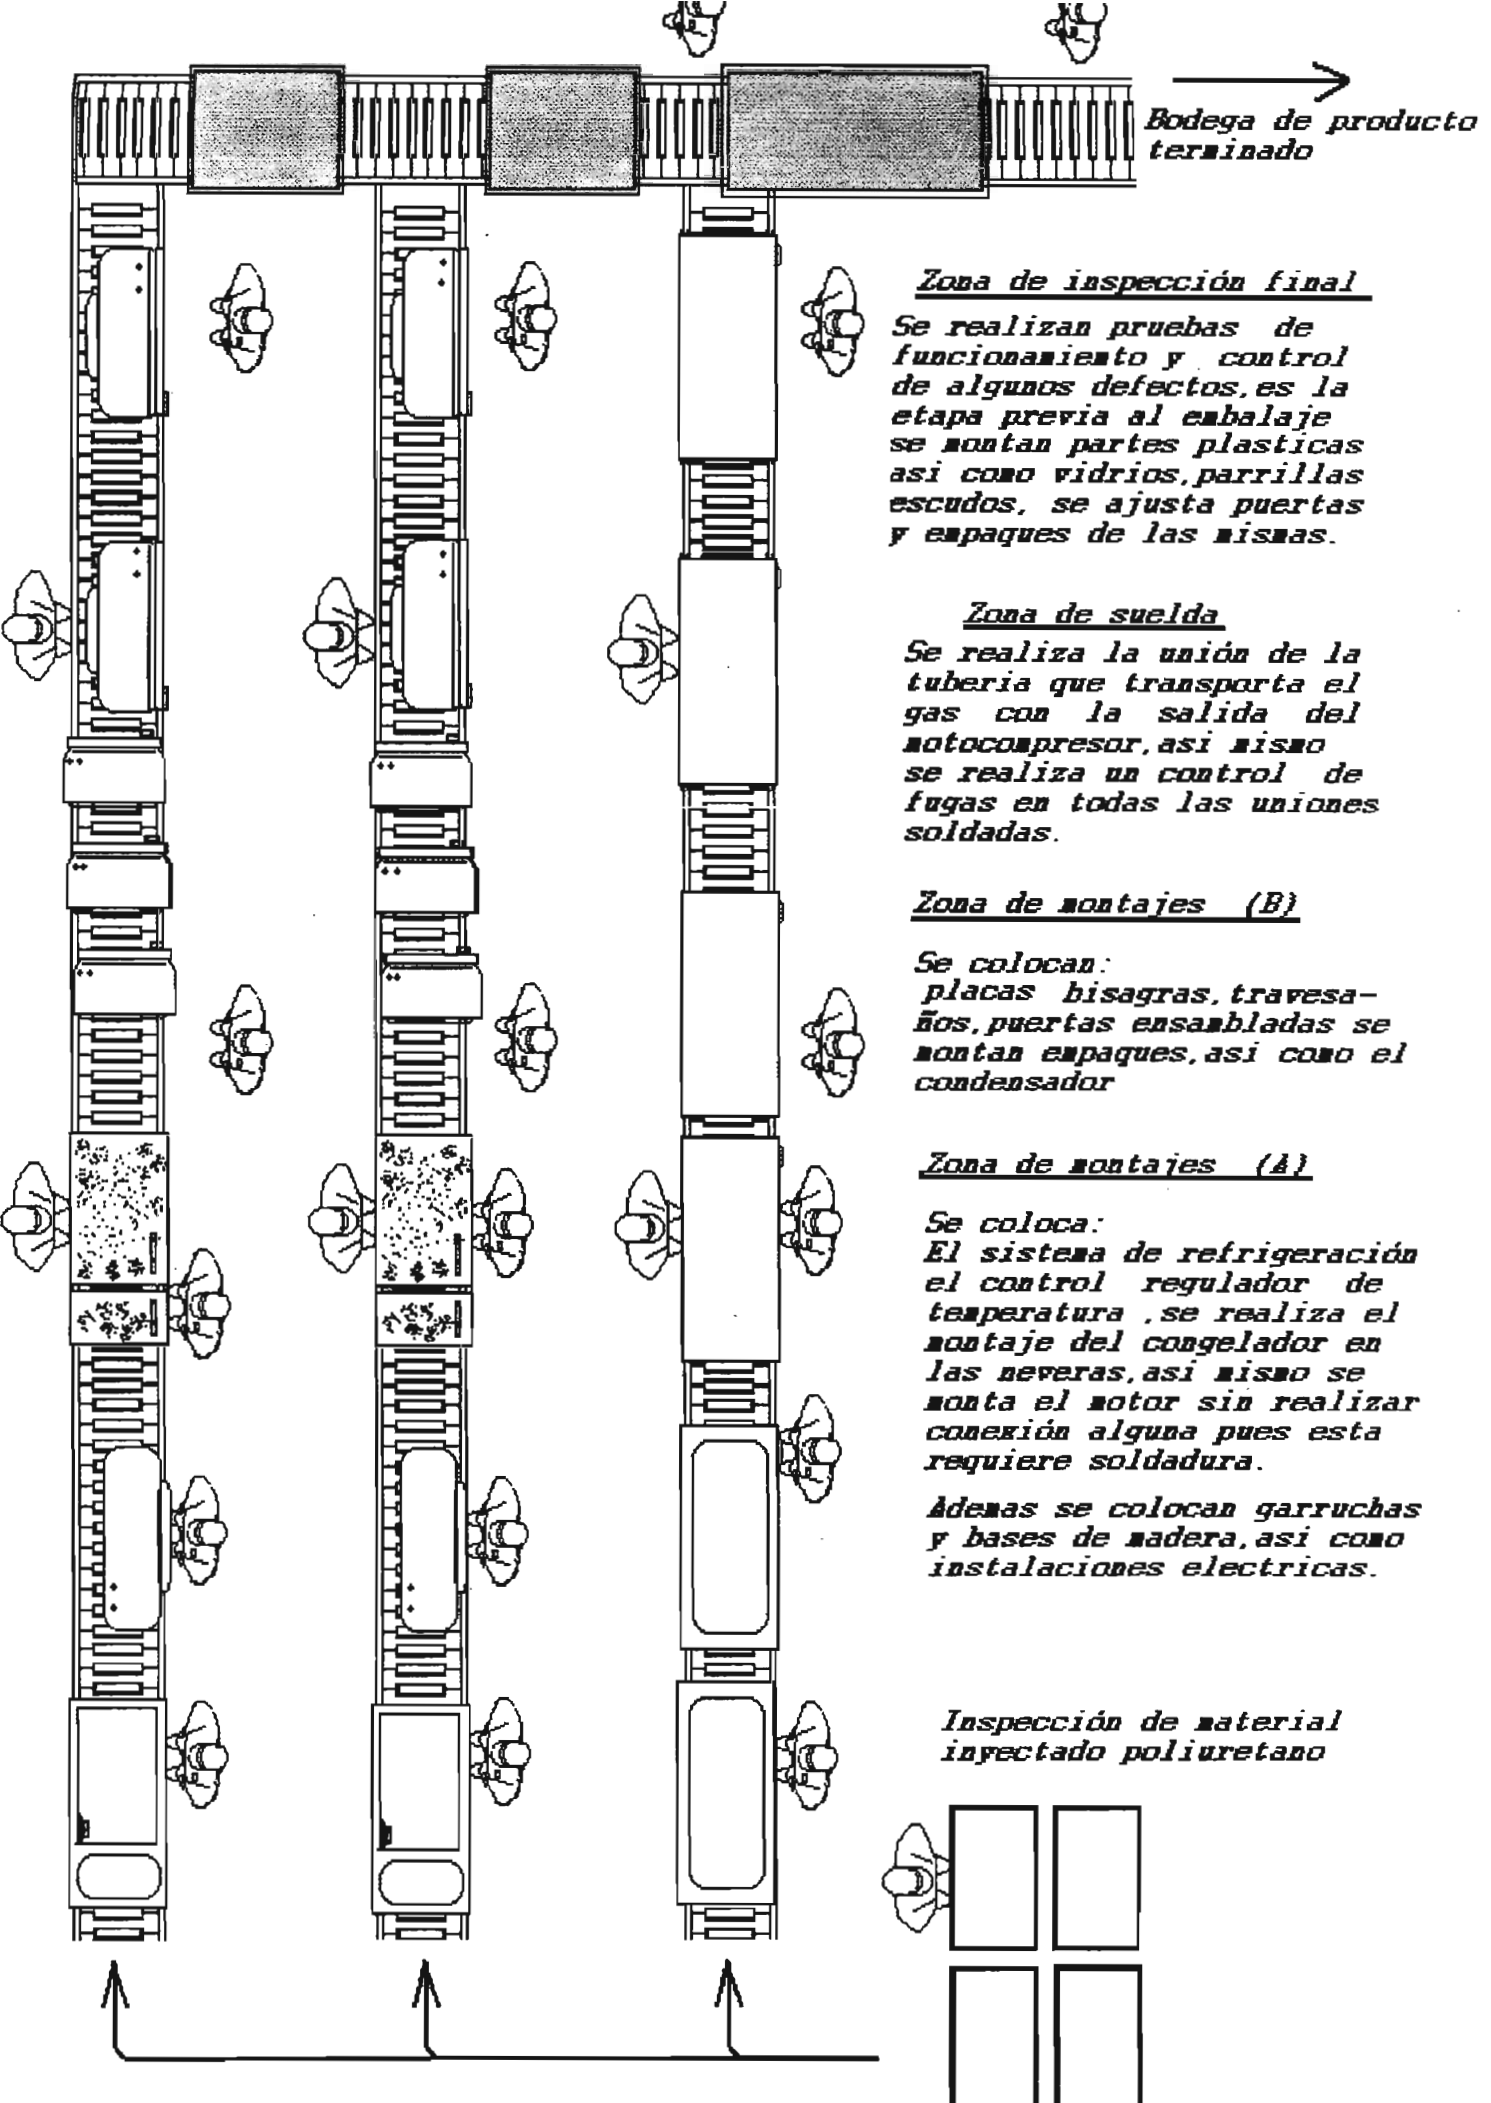 Bodega de producto
terminado
Zona de inspección final
Se realizan pruebas de
funcionamiento y control
de algunos defectos,es la
etapa previa al embalaje
se montan partes plasticas
asi como vidrios,parrillas
escudos, se ajusta puertas
y empaques de las mismas.
Zona de suelda
Se realiza la unión de la
tuberia que transporta el
gas con la salida del
motocompresor,asi mismo
se realiza un control de
fugas en todas las uniones
soldadas.
Zona de montajes (B)
Se colocan:
placas bisagras,travesa-
ños,puertas ensambladas se
montan empaques,asi como el
condensador
Zona de montajes (A)
Se coloca:
El sistema de refrigeración
el control regulador de
temperatura ,se realiza el
montaje del congelador en
las neveras,asi mismo se
monta el motor sin realizar
conexión alguna pues esta
requiere soldadura.
Ademas se colocan garruchas
y bases de madera,asi como
instalaciones electricas.
Inspección de material
inyectado poliuretano